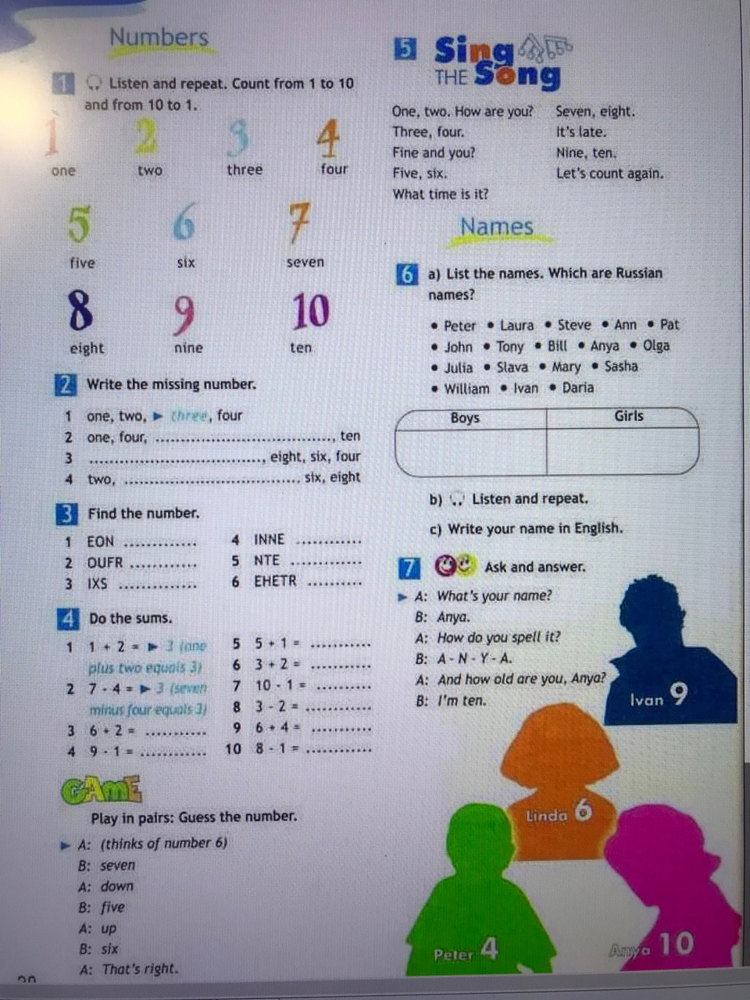 Numbers
1 Listen and repeat. Count from 1 to 10
and from 10 to 1.
1 2 3 4
one two three four
5 6 7
five six seven
8 9 10
eight nine ten
2 Write the missing number.
1 one, two, ► three, four
2 one, four, ...................................., ten
3 ...................................., eight, six, four
4 two, ...................................., six, eight
3 Find the number.
1 EON ..............
2 OUFR ............
3 IXS ...............
4 INNE ............
5 NTE .............
6 EHETR ..........
4 Do the sums.
1 1 + 2 = ► 3 (one
plus two equals 3)
2 7 - 4 = ► 3 (seven
minus four equals 3)
3 6 + 2 = ............
4 9 - 1 = ............
5 5 + 1 = ............
6 3 + 2 = ............
7 10 - 1 = ...........
8 3 - 2 = .............
9 6 + 4 = ............
10 8 - 1 = .............
GAME
Play in pairs: Guess the number.
► A: (thinks of number 6)
B: seven
A: down
B: five
A: up
B: six
A: That's right.
5 Sing
THE Song
One, two. How are you?
Three, four.
Fine and you?
Five, six.
What time is it?
Seven, eight.
It's late.
Nine, ten.
Let's count again.
Names
6 a) List the names. Which are Russian
names?
• Peter • Laura • Steve • Ann • Pat
• John • Tony • Bill • Anya • Olga
• Julia • Slava • Mary • Sasha
• William • Ivan • Daria
Boys Girls
b) Listen and repeat.
c) Write your name in English.
7 Ask and answer.
► A: What's your name?
B: Anya.
A: How do you spell it?
B: A - N - Y - A.
A: And how old are you, Anya?
B: I'm ten.
Ivan 9
Linda 6
Peter 4
Anya 10